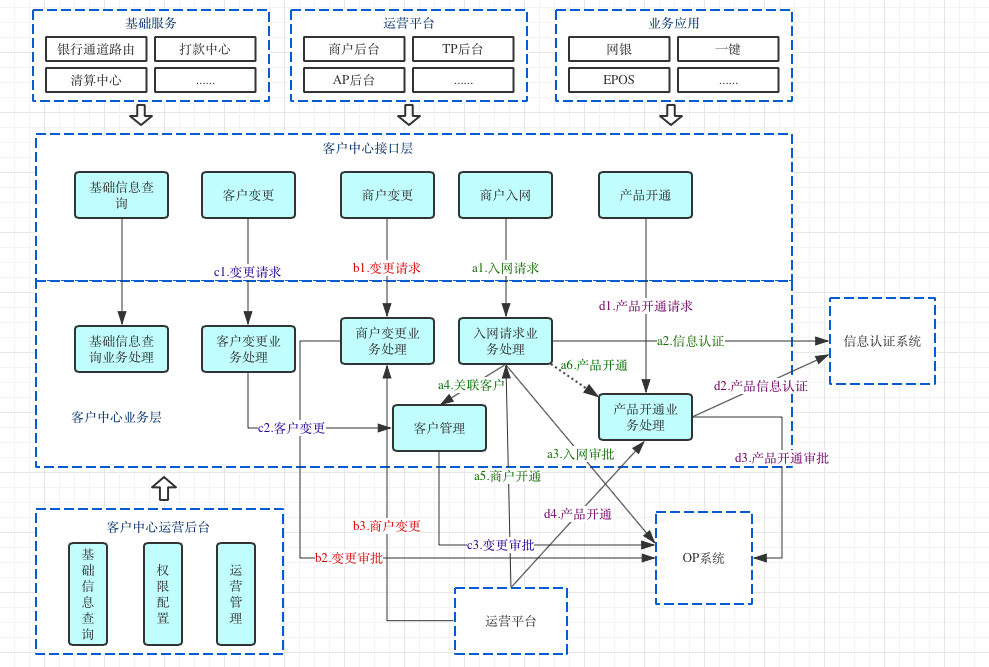 基础服务
银行通道路由
打款中心
清算中心
......
运营平台
商户后台
TP后台
AP后台
......
业务应用
网银
一键
EPOS
......
客户中心接口层
基础信息查
询
客户变更
商户变更
商户入网
产品开通
c1.变更请求
b1.变更请求
a1.入网请求
d1.产品开通请求
基础信息查
询业务处理
客户变更业
务处理
商户变更业
务处理
入网请求业
务处理
a2.信息认证
信息认证系统
a6.产品开通
a4.关联客户
d2.产品信息认证
客户中心业务层
c2.客户变更
客户管理
产品开通业
务处理
a3.入网审批
d3.产品开通审批
a5.商户开通
d4.产品开通
b3.商户变更
c3.变更审批
b2.变更审批
OP系统
运营平台
客户中心运营后台
基
础
信
息
查
询
权
限
配
置
运
营
管
理